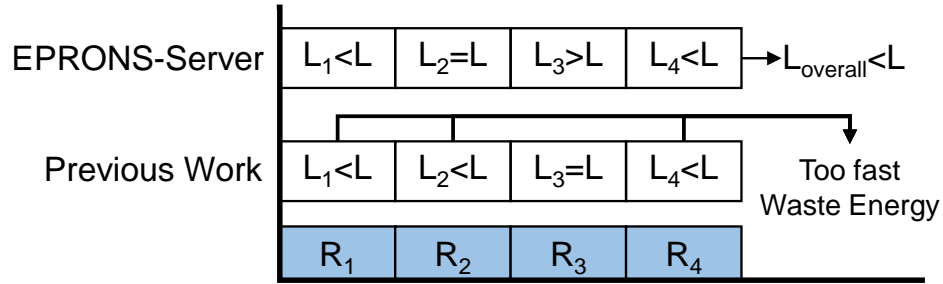 EPRONS-Server L₁<L L₂=L L₃>L L₄<L L_overall<L
Previous Work L₁<L L₂<L L₃=L L₄<L Too fast
Waste Energy
R₁ R₂ R₃ R₄